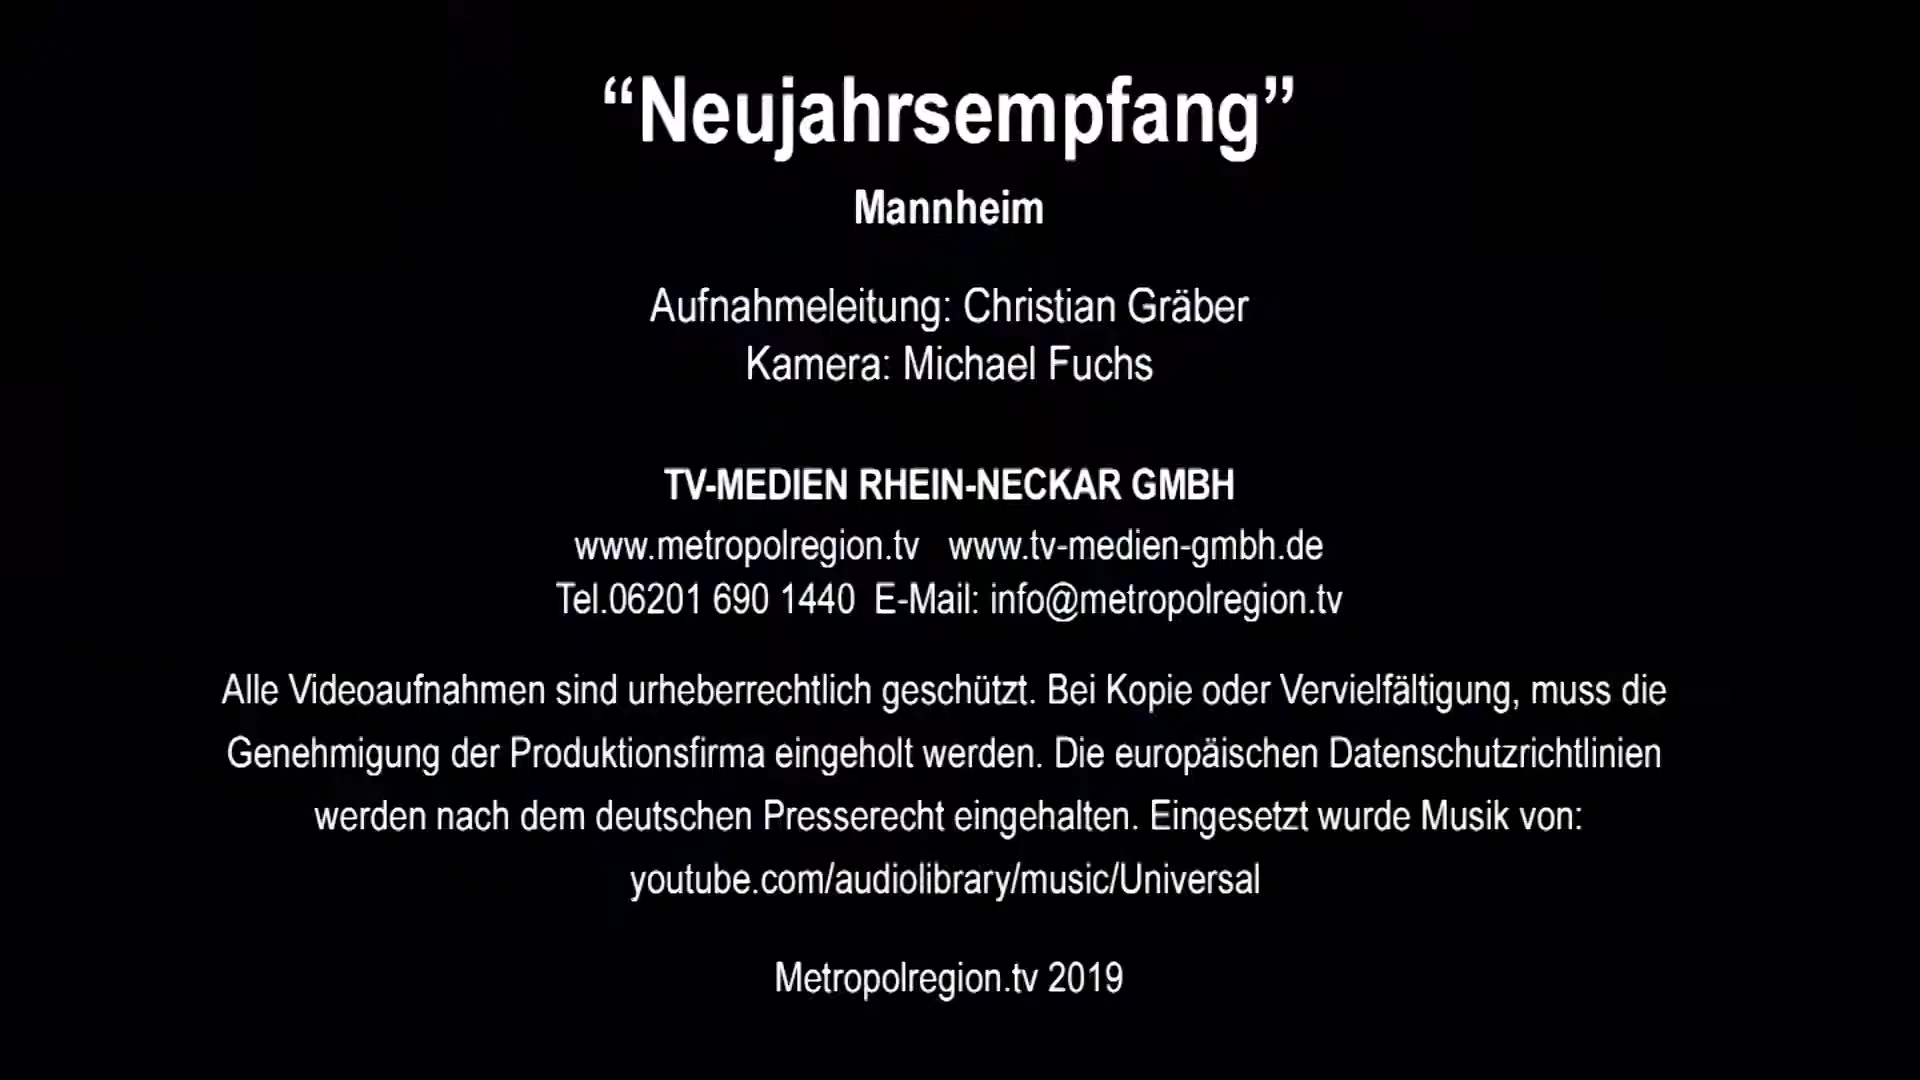 “Neujahrsempfang”
Mannheim
Aufnahmeleitung: Christian Gräber
Kamera: Michael Fuchs
TV-MEDIEN RHEIN-NECKAR GMBH
www.metropolregion.tv   www.tv-medien-gmbh.de
Tel.06201 690 1440  E-Mail: info@metropolregion.tv
Alle Videoaufnahmen sind urheberrechtlich geschützt. Bei Kopie oder Vervielfältigung, muss die
Genehmigung der Produktionsfirma eingeholt werden. Die europäischen Datenschutzrichtlinien
werden nach dem deutschen Presserecht eingehalten. Eingesetzt wurde Musik von:
youtube.com/audiolibrary/music/Universal
Metropolregion.tv 2019